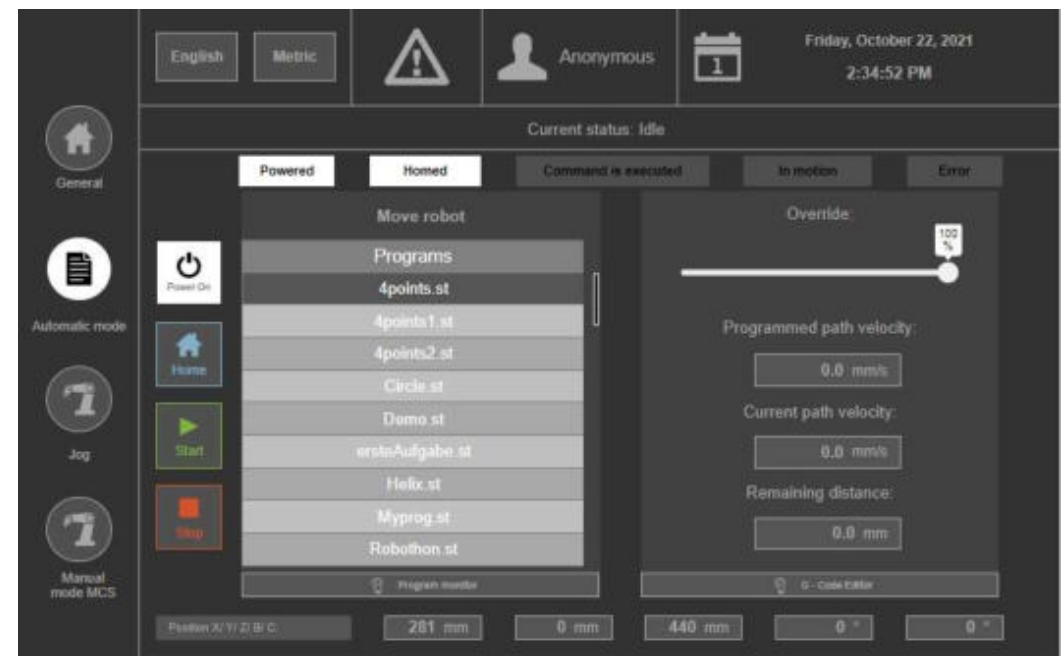 English
Metric
Anonymous
1
Friday, October 22, 2021
2:34:52 PM
Current status: Idle
General
Automatic mode
Jog
Manual
mode MCS
Powered
Homed
Command is executed
In motion
Error
Power On
Home
Start
Stop
Move robot
Programs
4points.st
4points1.st
4points2.st
Circle.st
Demo.st
ersteAufgabe.st
Helix.st
Myprog.st
Robothon.st
Program monitor
Override:
100
%
Programmed path velocity:
0.0 mm/s
Current path velocity:
0.0 mm/s
Remaining distance:
0.0 mm
G - Code Editor
Position X/ Y/ Z/ B/ C:
281 mm
0 mm
440 mm
0 °
0 °